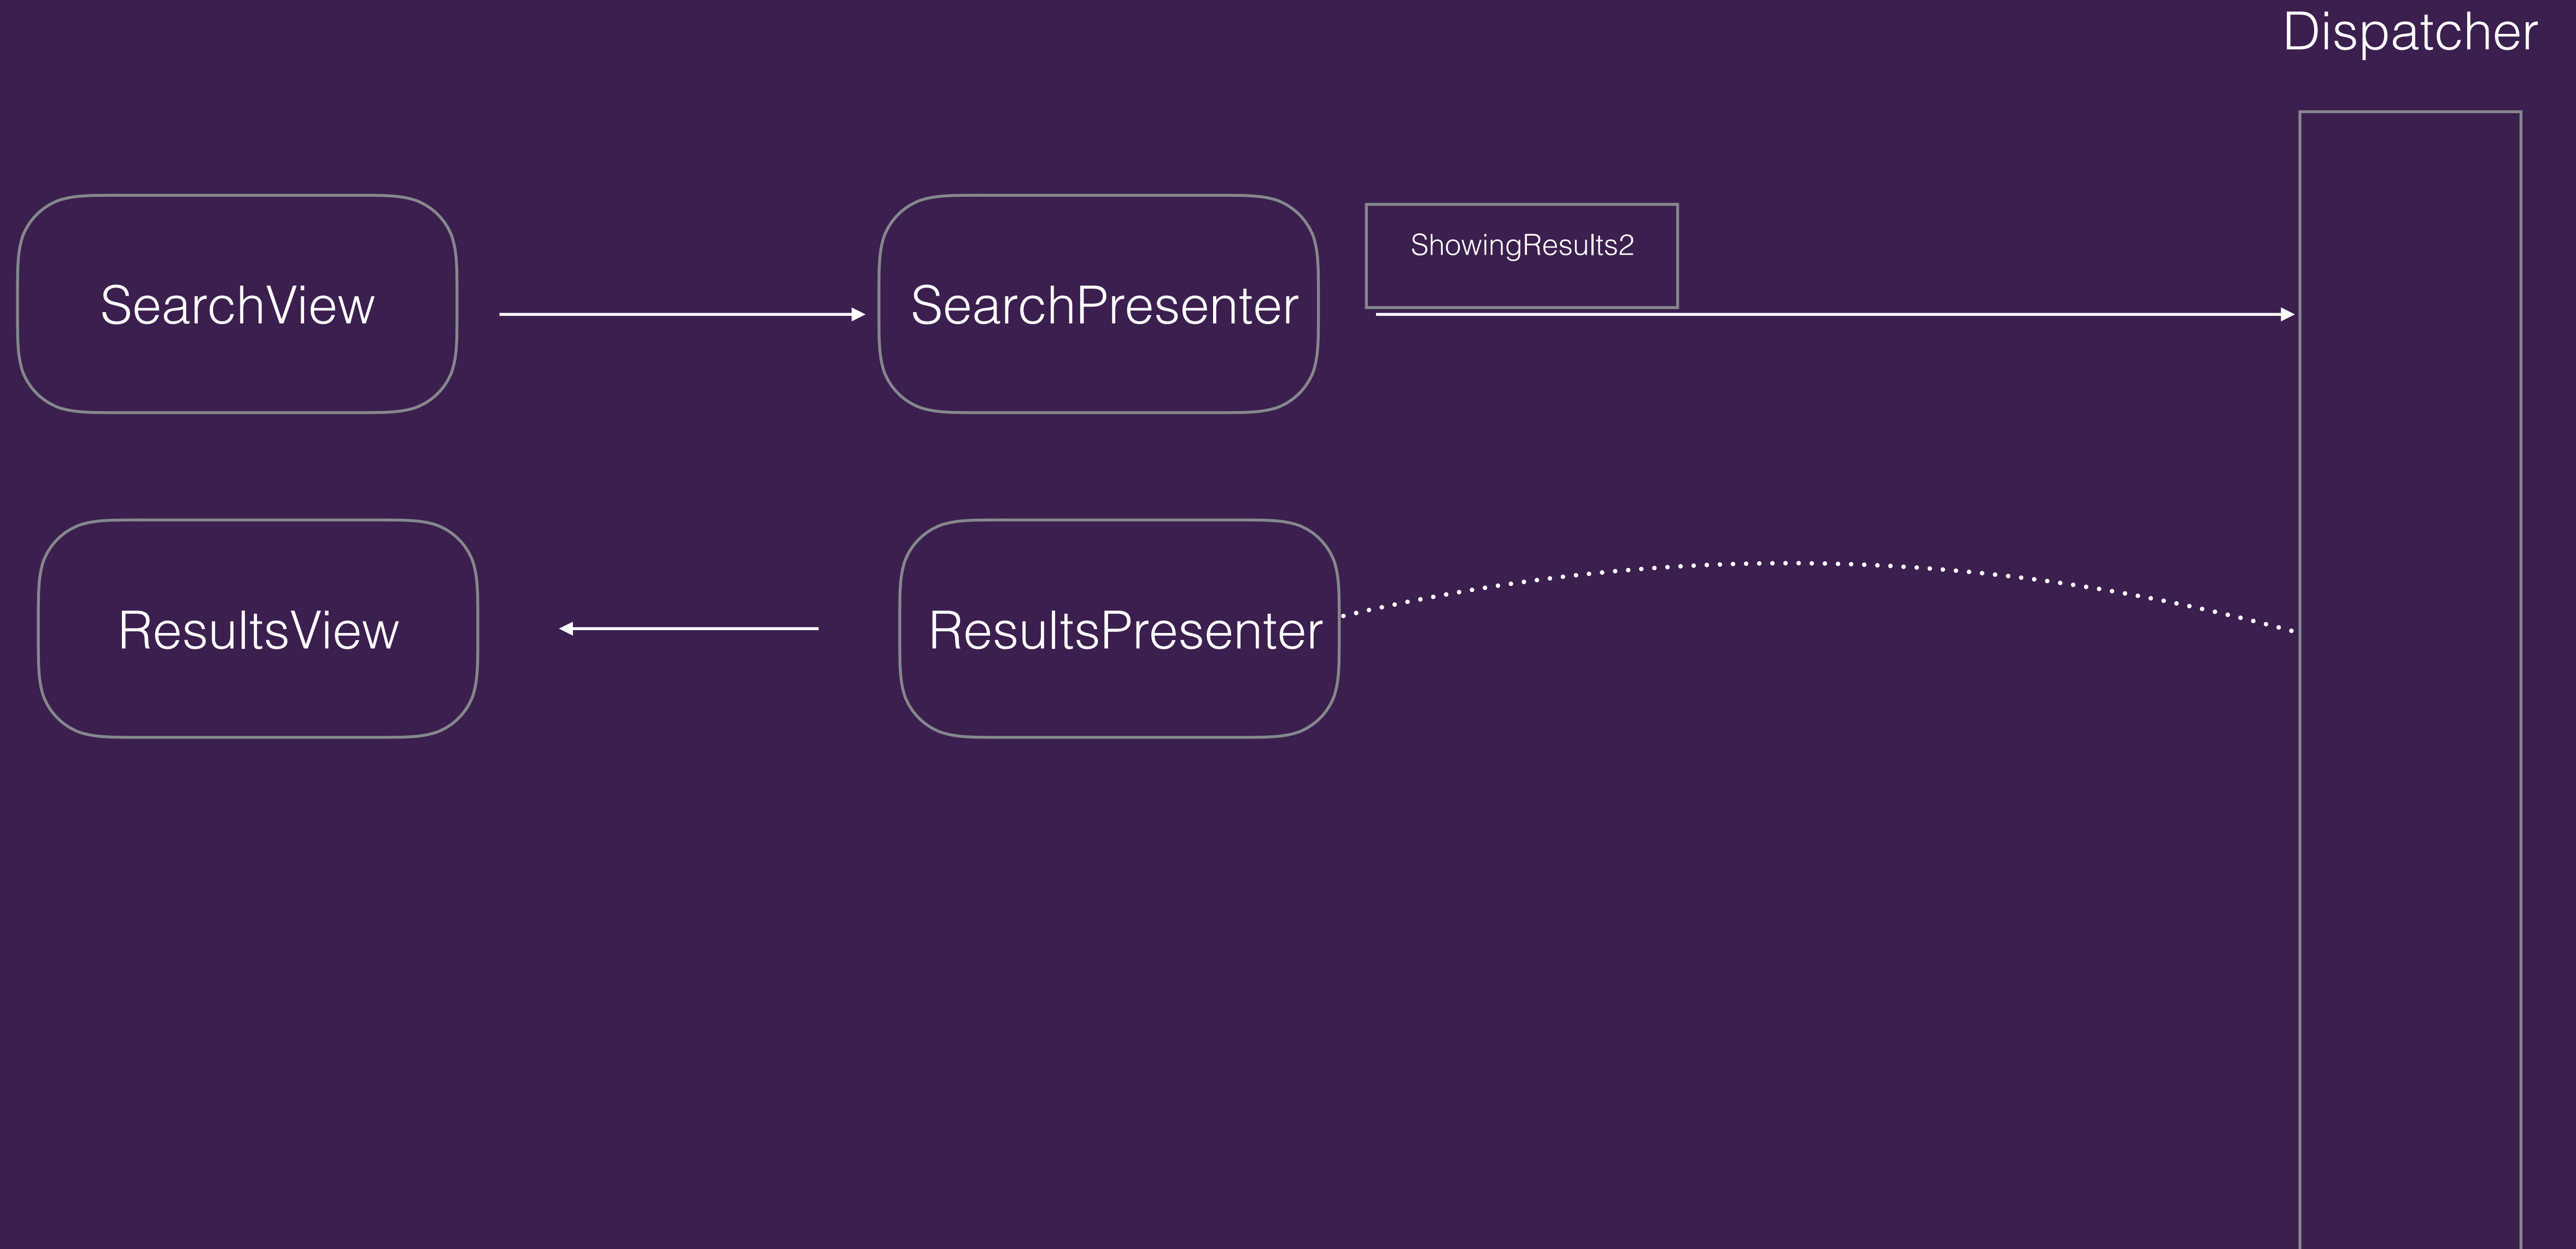 Dispatcher
SearchView
SearchPresenter
ShowingResults2
ResultsView
ResultsPresenter